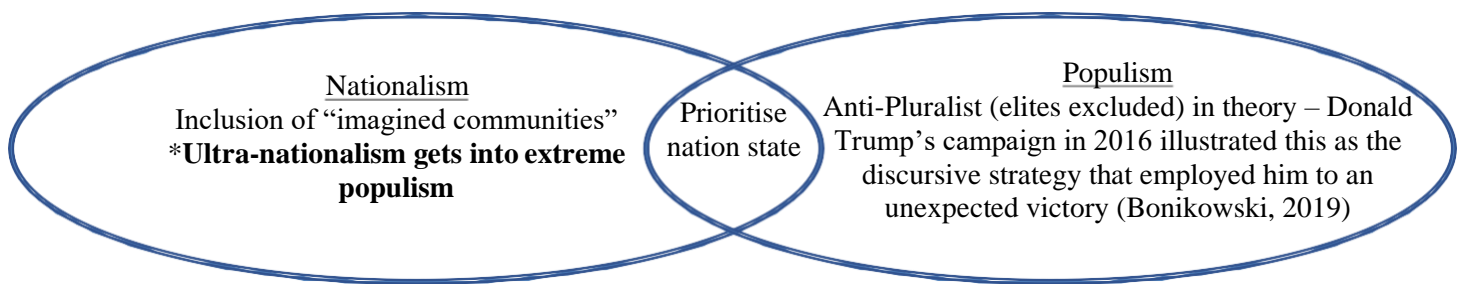 Nationalism
Inclusion of “imagined communities”
*Ultra-nationalism gets into extreme
populism
Prioritise
nation state
Populism
Anti-Pluralist (elites excluded) in theory – Donald
Trump’s campaign in 2016 illustrated this as the
discursive strategy that employed him to an
unexpected victory (Bonikowski, 2019)